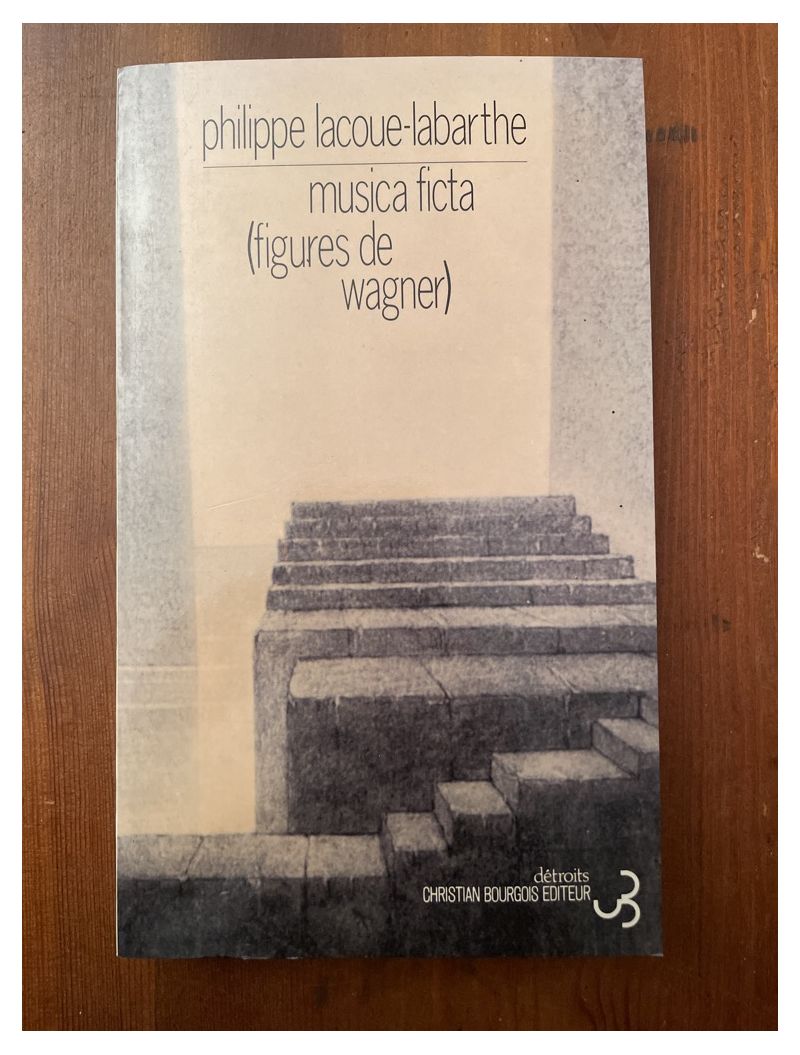 philippe lacoue-labarthe
musica ficta
(figures de
wagner)
détroits
CHRISTIAN BOURGOIS EDITEUR